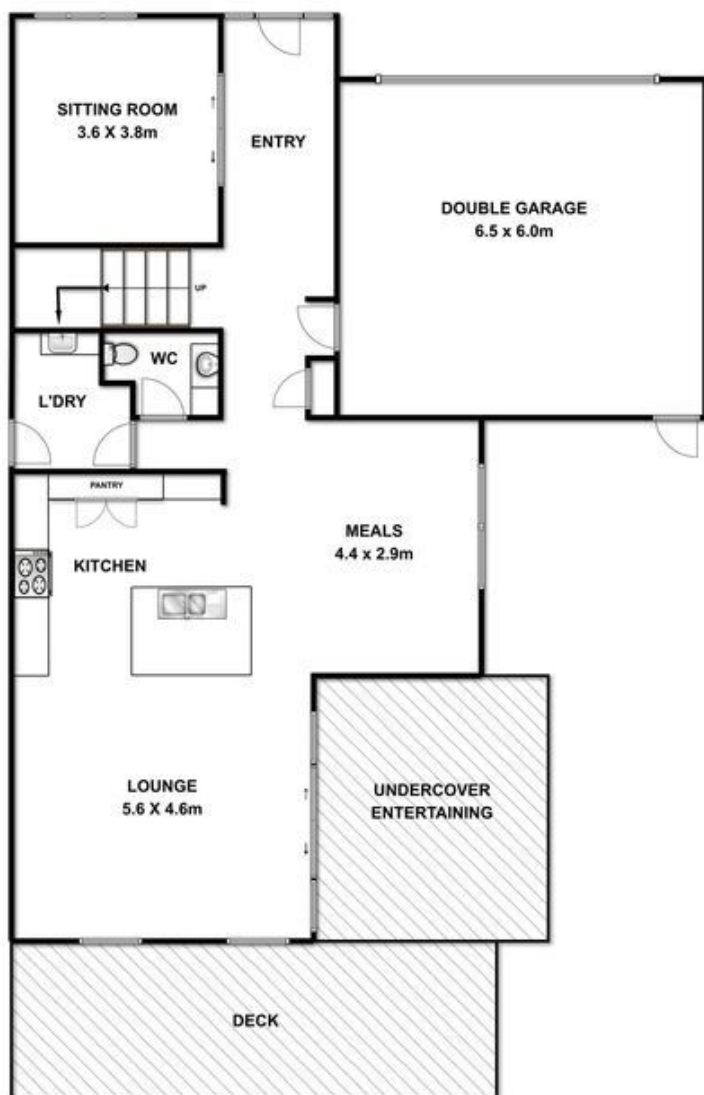 SITTING ROOM
3.6 X 3.8m
ENTRY
DOUBLE GARAGE
6.5 x 6.0m
UP
WC
L'DRY
PANTRY
KITCHEN
MEALS
4.4 x 2.9m
LOUNGE
5.6 X 4.6m
UNDERCOVER
ENTERTAINING
DECK